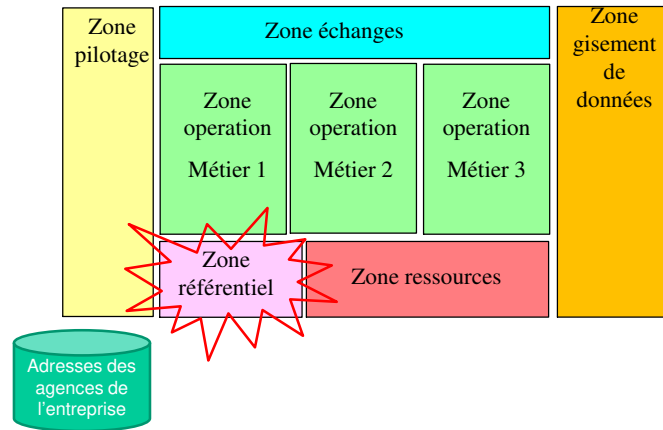 Zone
pilotage
Zone échanges
Zone
gisement
de
données
Zone
operation
Métier 1
Zone
operation
Métier 2
Zone
operation
Métier 3
Zone
référentiel
Zone ressources
Adresses des
agences de
l'entreprise